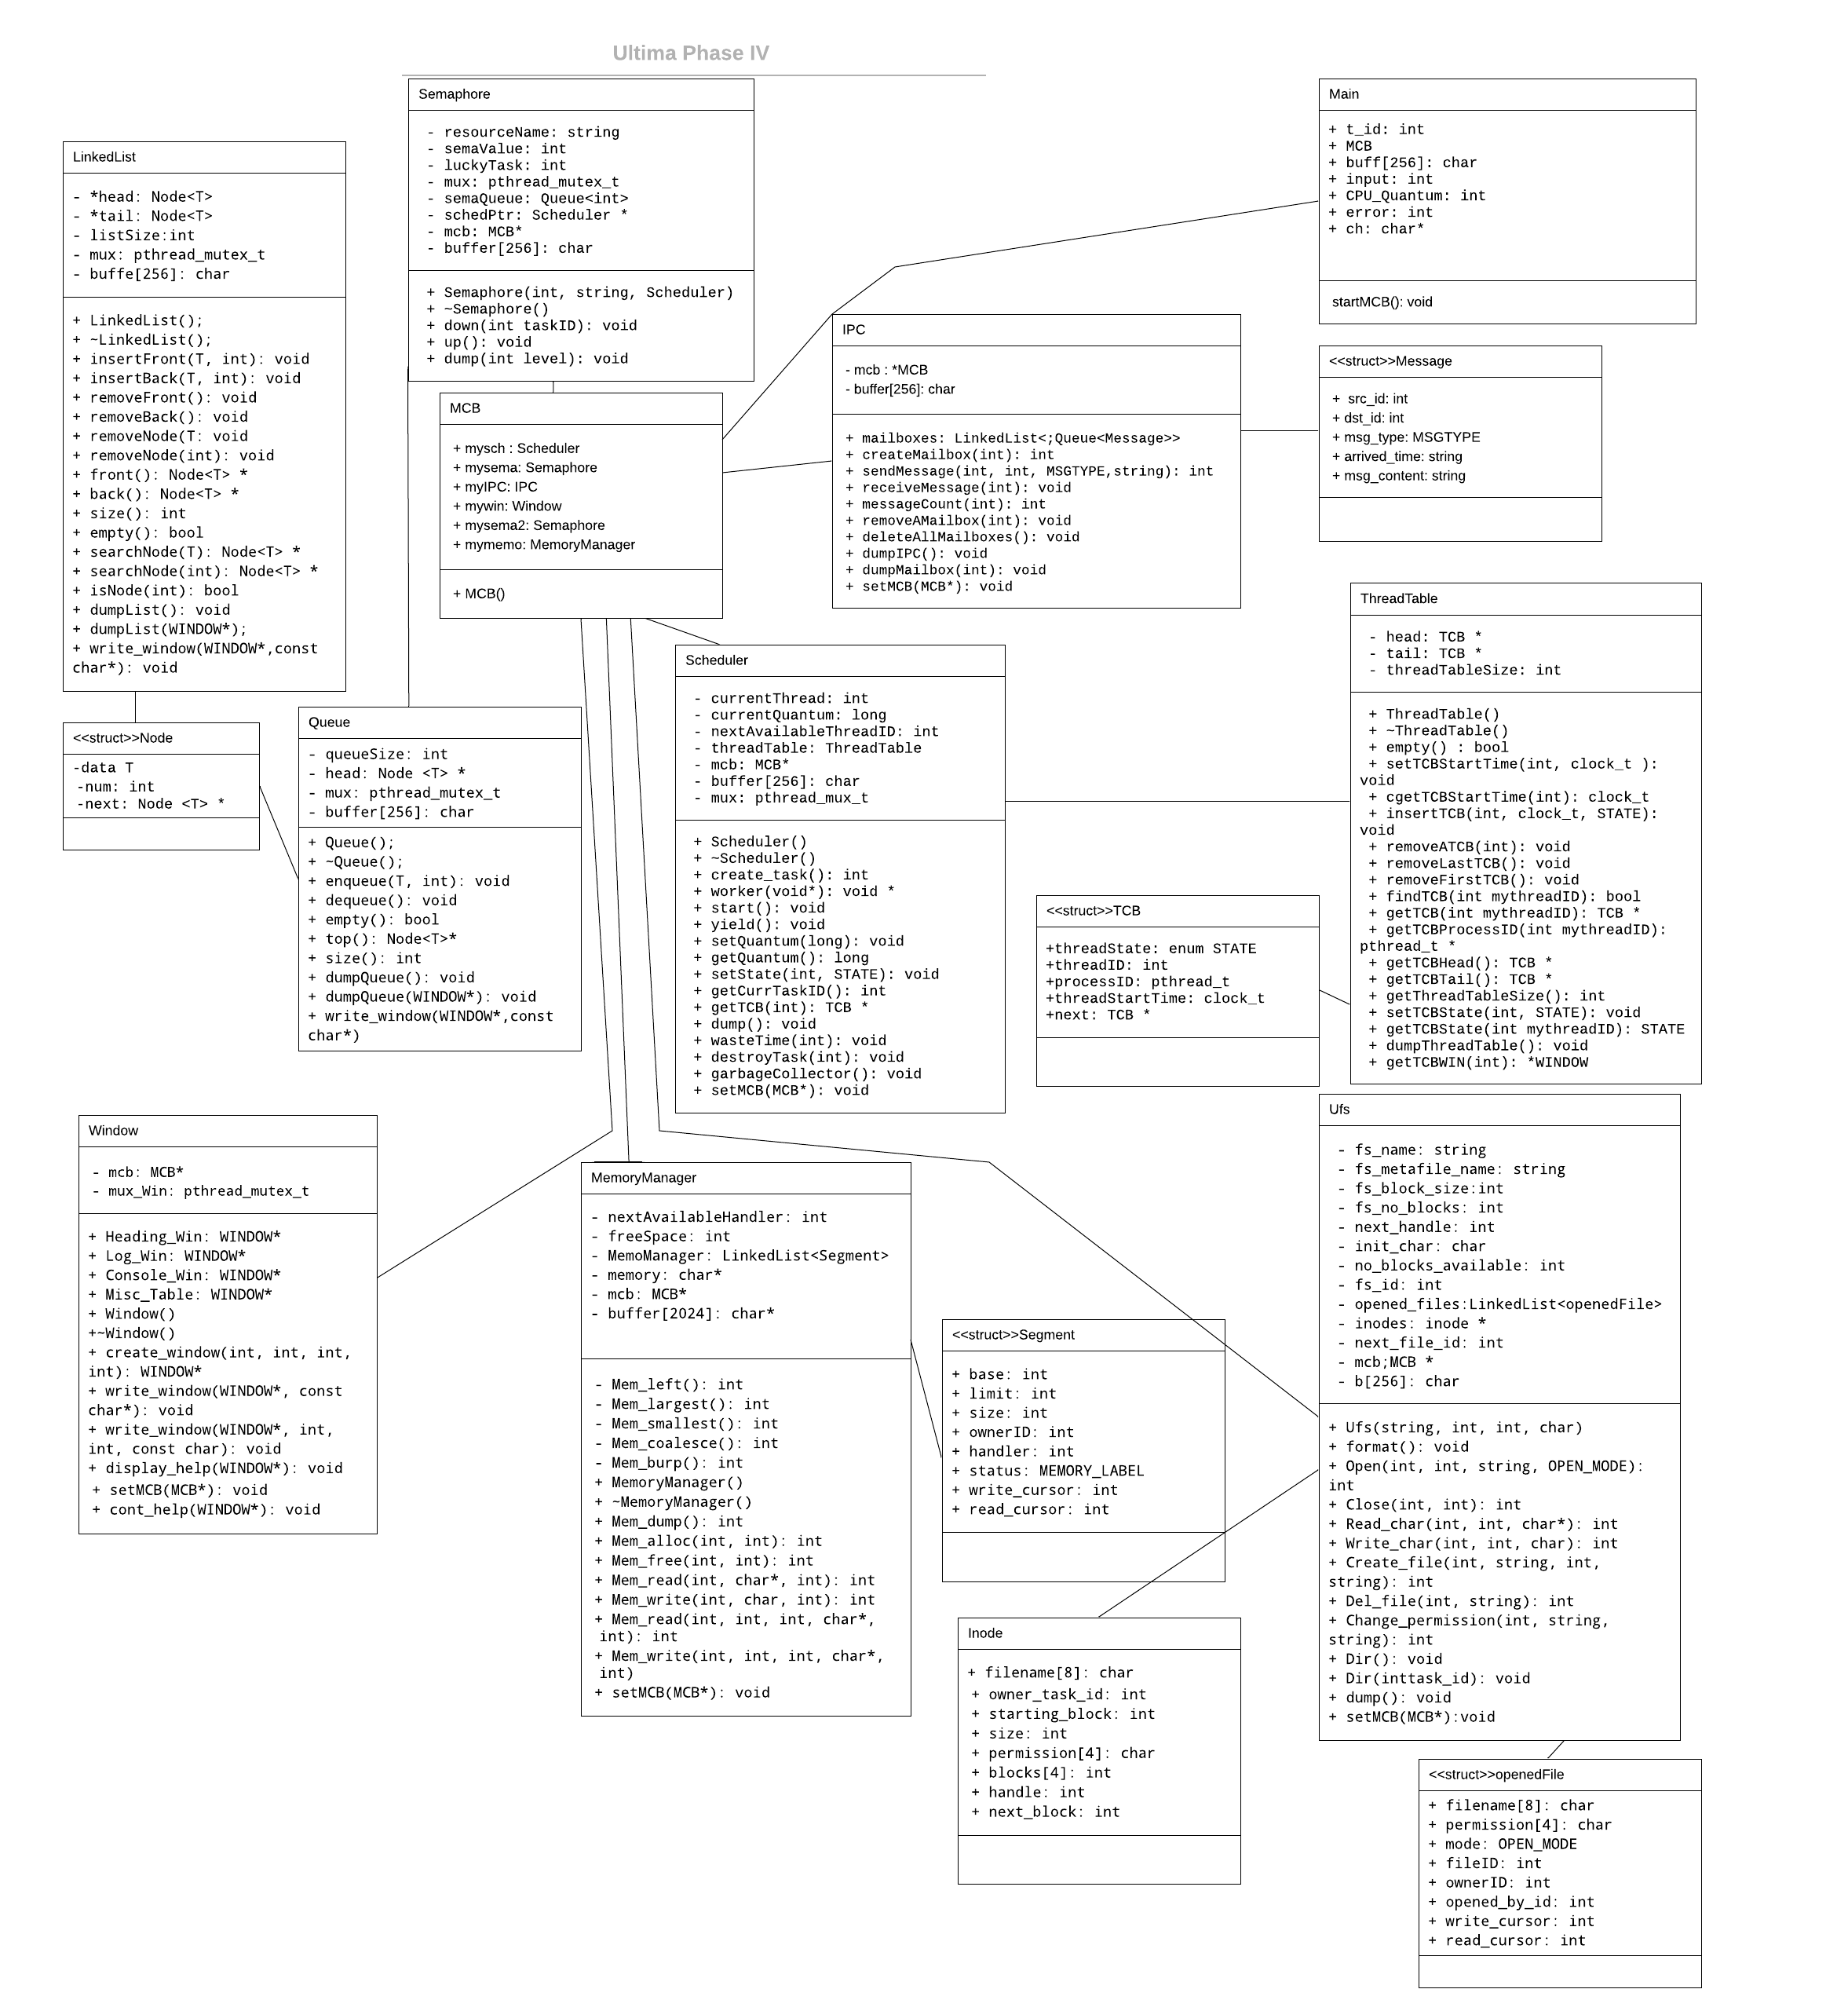 Ultima Phase IV
Semaphore
- resourceName: string
- semaValue: int
- luckyTask: int
- mux: pthread_mutex_t
- semaQueue: Queue<int>
- schedPtr: Scheduler *
- mcb: MCB*
- buffer[256]: char
+ Semaphore(int, string, Scheduler)
+ ~Semaphore()
+ down(int taskID): void
+ up(): void
+ dump(int level): void
Main
+ t_id: int
+ MCB
+ buff[256]: char
+ input: int
+ CPU_Quantum: int
+ error: int
+ ch: char*
startMCB(): void
LinkedList
- *head: Node<T>
- *tail: Node<T>
- listSize:int
- mux: pthread_mutex_t
- buffe[256]: char
+ LinkedList();
+ ~LinkedList();
+ insertFront(T, int): void
+ insertBack(T, int): void
+ removeFront(): void
+ removeBack(): void
+ removeNode(T: void
+ removeNode(int): void
+ front(): Node<T> *
+ back(): Node<T> *
+ size(): int
+ empty(): bool
+ searchNode(T): Node<T> *
+ searchNode(int): Node<T> *
+ isNode(int): bool
+ dumpList(): void
+ dumpList(WINDOW*);
+ write_window(WINDOW*,const
char*): void
IPC
- mcb : *MCB
- buffer[256]: char
+ mailboxes: LinkedList<;Queue<Message>>
+ createMailbox(int): int
+ sendMessage(int, int, MSGTYPE,string): int
+ receiveMessage(int): void
+ messageCount(int): int
+ removeAMailbox(int): void
+ deleteAllMailboxes(): void
+ dumpIPC(): void
+ dumpMailbox(int): void
+ setMCB(MCB*): void
<<struct>>Message
+ src_id: int
+ dst_id: int
+ msg_type: MSGTYPE
+ arrived_time: string
+ msg_content: string
MCB
+ mysch : Scheduler
+ mysema: Semaphore
+ myIPC: IPC
+ mywin: Window
+ mysema2: Semaphore
+ mymemo: MemoryManager
+ MCB()
ThreadTable
- head: TCB *
- tail: TCB *
- threadTableSize: int
+ ThreadTable()
+ ~ThreadTable()
+ empty() : bool
+ setTCBStartTime(int, clock_t ):
void
+ cgetTCBStartTime(int): clock_t
+ insertTCB(int, clock_t, STATE):
void
+ removeATCB(int): void
+ removeLastTCB(): void
+ removeFirstTCB(): void
+ findTCB(int mythreadID): bool
+ getTCB(int mythreadID): TCB *
+ getTCBProcessID(int mythreadID):
pthread_t *
+ getTCBHead(): TCB *
+ getTCBTail(): TCB *
+ getThreadTableSize(): int
+ setTCBState(int, STATE): void
+ getTCBState(int mythreadID): STATE
+ dumpThreadTable(): void
+ getTCBWIN(int): *WINDOW
Scheduler
- currentThread: int
- currentQuantum: long
- nextAvailableThreadID: int
- threadTable: ThreadTable
- mcb: MCB*
- buffer[256]: char
- mux: pthread_mux_t
+ Scheduler()
+ ~Scheduler()
+ create_task(): int
+ worker(void*): void *
+ start(): void
+ yield(): void
+ setQuantum(long): void
+ getQuantum(): long
+ setState(int, STATE): void
+ getCurrTaskID(): int
+ getTCB(int): TCB *
+ dump(): void
+ wasteTime(int): void
+ destroyTask(int): void
+ garbageCollector(): void
+ setMCB(MCB*): void
<<struct>>Node
-data T
-num: int
-next: Node <T> *
Queue
- queueSize: int
- head: Node <T> *
- mux: pthread_mutex_t
- buffer[256]: char
+ Queue();
+ ~Queue();
+ enqueue(T, int): void
+ dequeue(): void
+ empty(): bool
+ top(): Node<T>*
+ size(): int
+ dumpQueue(): void
+ dumpQueue(WINDOW*): void
+ write_window(WINDOW*,const
char*)
<<struct>>TCB
+threadState: enum STATE
+threadID: int
+processID: pthread_t
+threadStartTime: clock_t
+next: TCB *
Window
- mcb: MCB*
- mux_Win: pthread_mutex_t
+ Heading_Win: WINDOW*
+ Log_Win: WINDOW*
+ Console_Win: WINDOW*
+ Misc_Table: WINDOW*
+ Window()
+~Window()
+ create_window(int, int, int,
int): WINDOW*
+ write_window(WINDOW*, const
char*): void
+ write_window(WINDOW*, int,
int, const char): void
+ display_help(WINDOW*): void
+ setMCB(MCB*): void
+ cont_help(WINDOW*): void
MemoryManager
- nextAvailableHandler: int
- freeSpace: int
- MemoManager: LinkedList<Segment>
- memory: char*
- mcb: MCB*
- buffer[2024]: char*
- Mem_left(): int
- Mem_largest(): int
- Mem_smallest(): int
- Mem_coalesce(): int
- Mem_burp(): int
+ MemoryManager()
+ ~MemoryManager()
+ Mem_dump(): int
+ Mem_alloc(int, int): int
+ Mem_free(int, int): int
+ Mem_read(int, char*, int): int
+ Mem_write(int, char, int): int
+ Mem_read(int, int, int, char*,
int): int
+ Mem_write(int, int, int, char*,
int)
+ setMCB(MCB*): void
<<struct>>Segment
+ base: int
+ limit: int
+ size: int
+ ownerID: int
+ handler: int
+ status: MEMORY_LABEL
+ write_cursor: int
+ read_cursor: int
Ufs
- fs_name: string
- fs_metafile_name: string
- fs_block_size:int
- fs_no_blocks: int
- next_handle: int
- init_char: char
- no_blocks_available: int
- fs_id: int
- opened_files:LinkedList<openedFile>
- inodes: inode *
- next_file_id: int
- mcb;MCB *
- b[256]: char
+ Ufs(string, int, int, char)
+ format(): void
+ Open(int, int, string, OPEN_MODE):
int
+ Close(int, int): int
+ Read_char(int, int, char*): int
+ Write_char(int, int, char): int
+ Create_file(int, string, int,
string): int
+ Del_file(int, string): int
+ Change_permission(int, string,
string): int
+ Dir(): void
+ Dir(inttask_id): void
+ dump(): void
+ setMCB(MCB*):void
Inode
+ filename[8]: char
+ owner_task_id: int
+ starting_block: int
+ size: int
+ permission[4]: char
+ blocks[4]: int
+ handle: int
+ next_block: int
<<struct>>openedFile
+ filename[8]: char
+ permission[4]: char
+ mode: OPEN_MODE
+ fileID: int
+ ownerID: int
+ opened_by_id: int
+ write_cursor: int
+ read_cursor: int